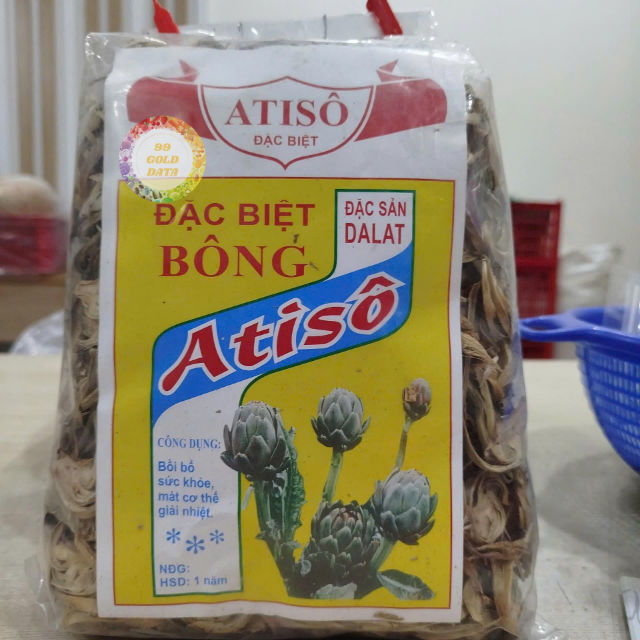 ATISÔ
ĐẶC BIỆT
99
GOLD
DATA
ĐẶC BIỆT
BÔNG
ĐẶC SẢN
DALAT
Atisô
CÔNG DỤNG:
Bồi bổ
sức khỏe,
mát cơ thể
giải nhiệt.
NĐG:
HSD: 1 năm